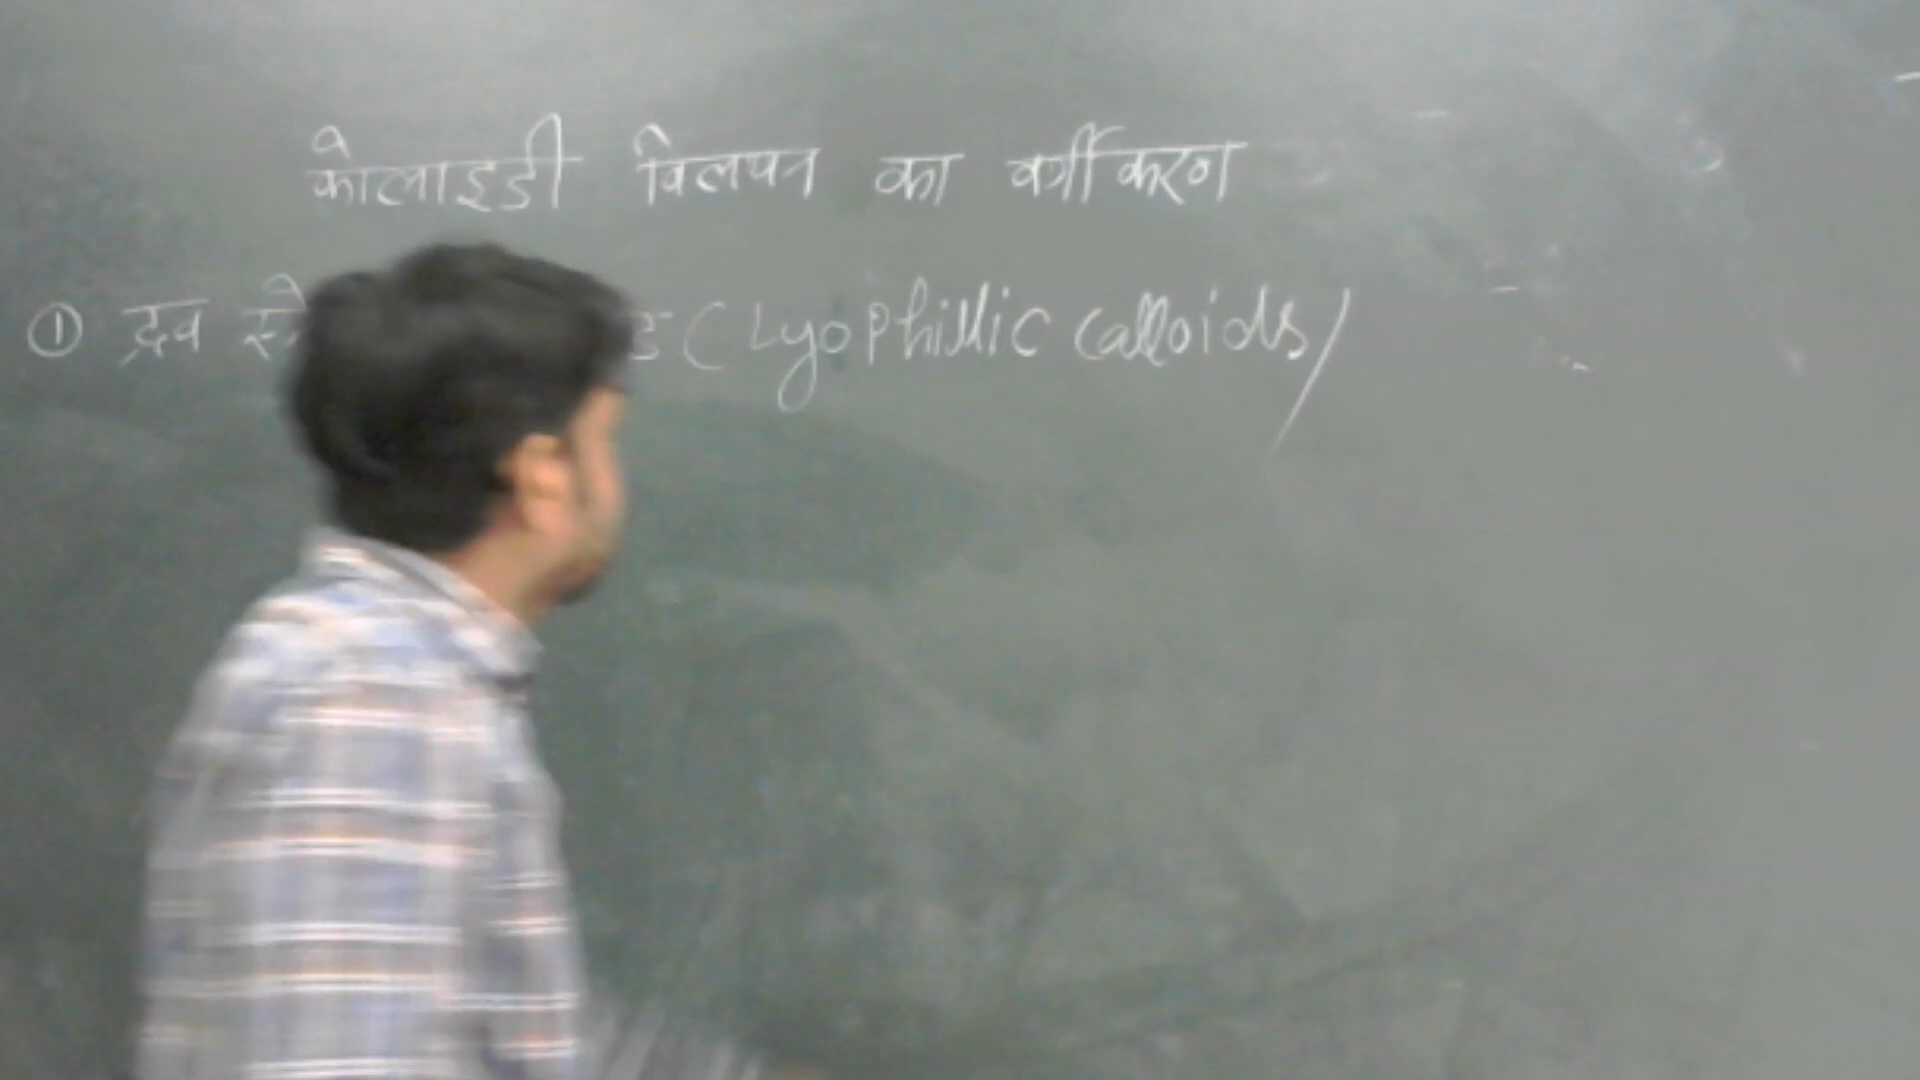 कोलाइडी विलयन का वर्गीकरण
① द्रव (Lyophillic Calloids/